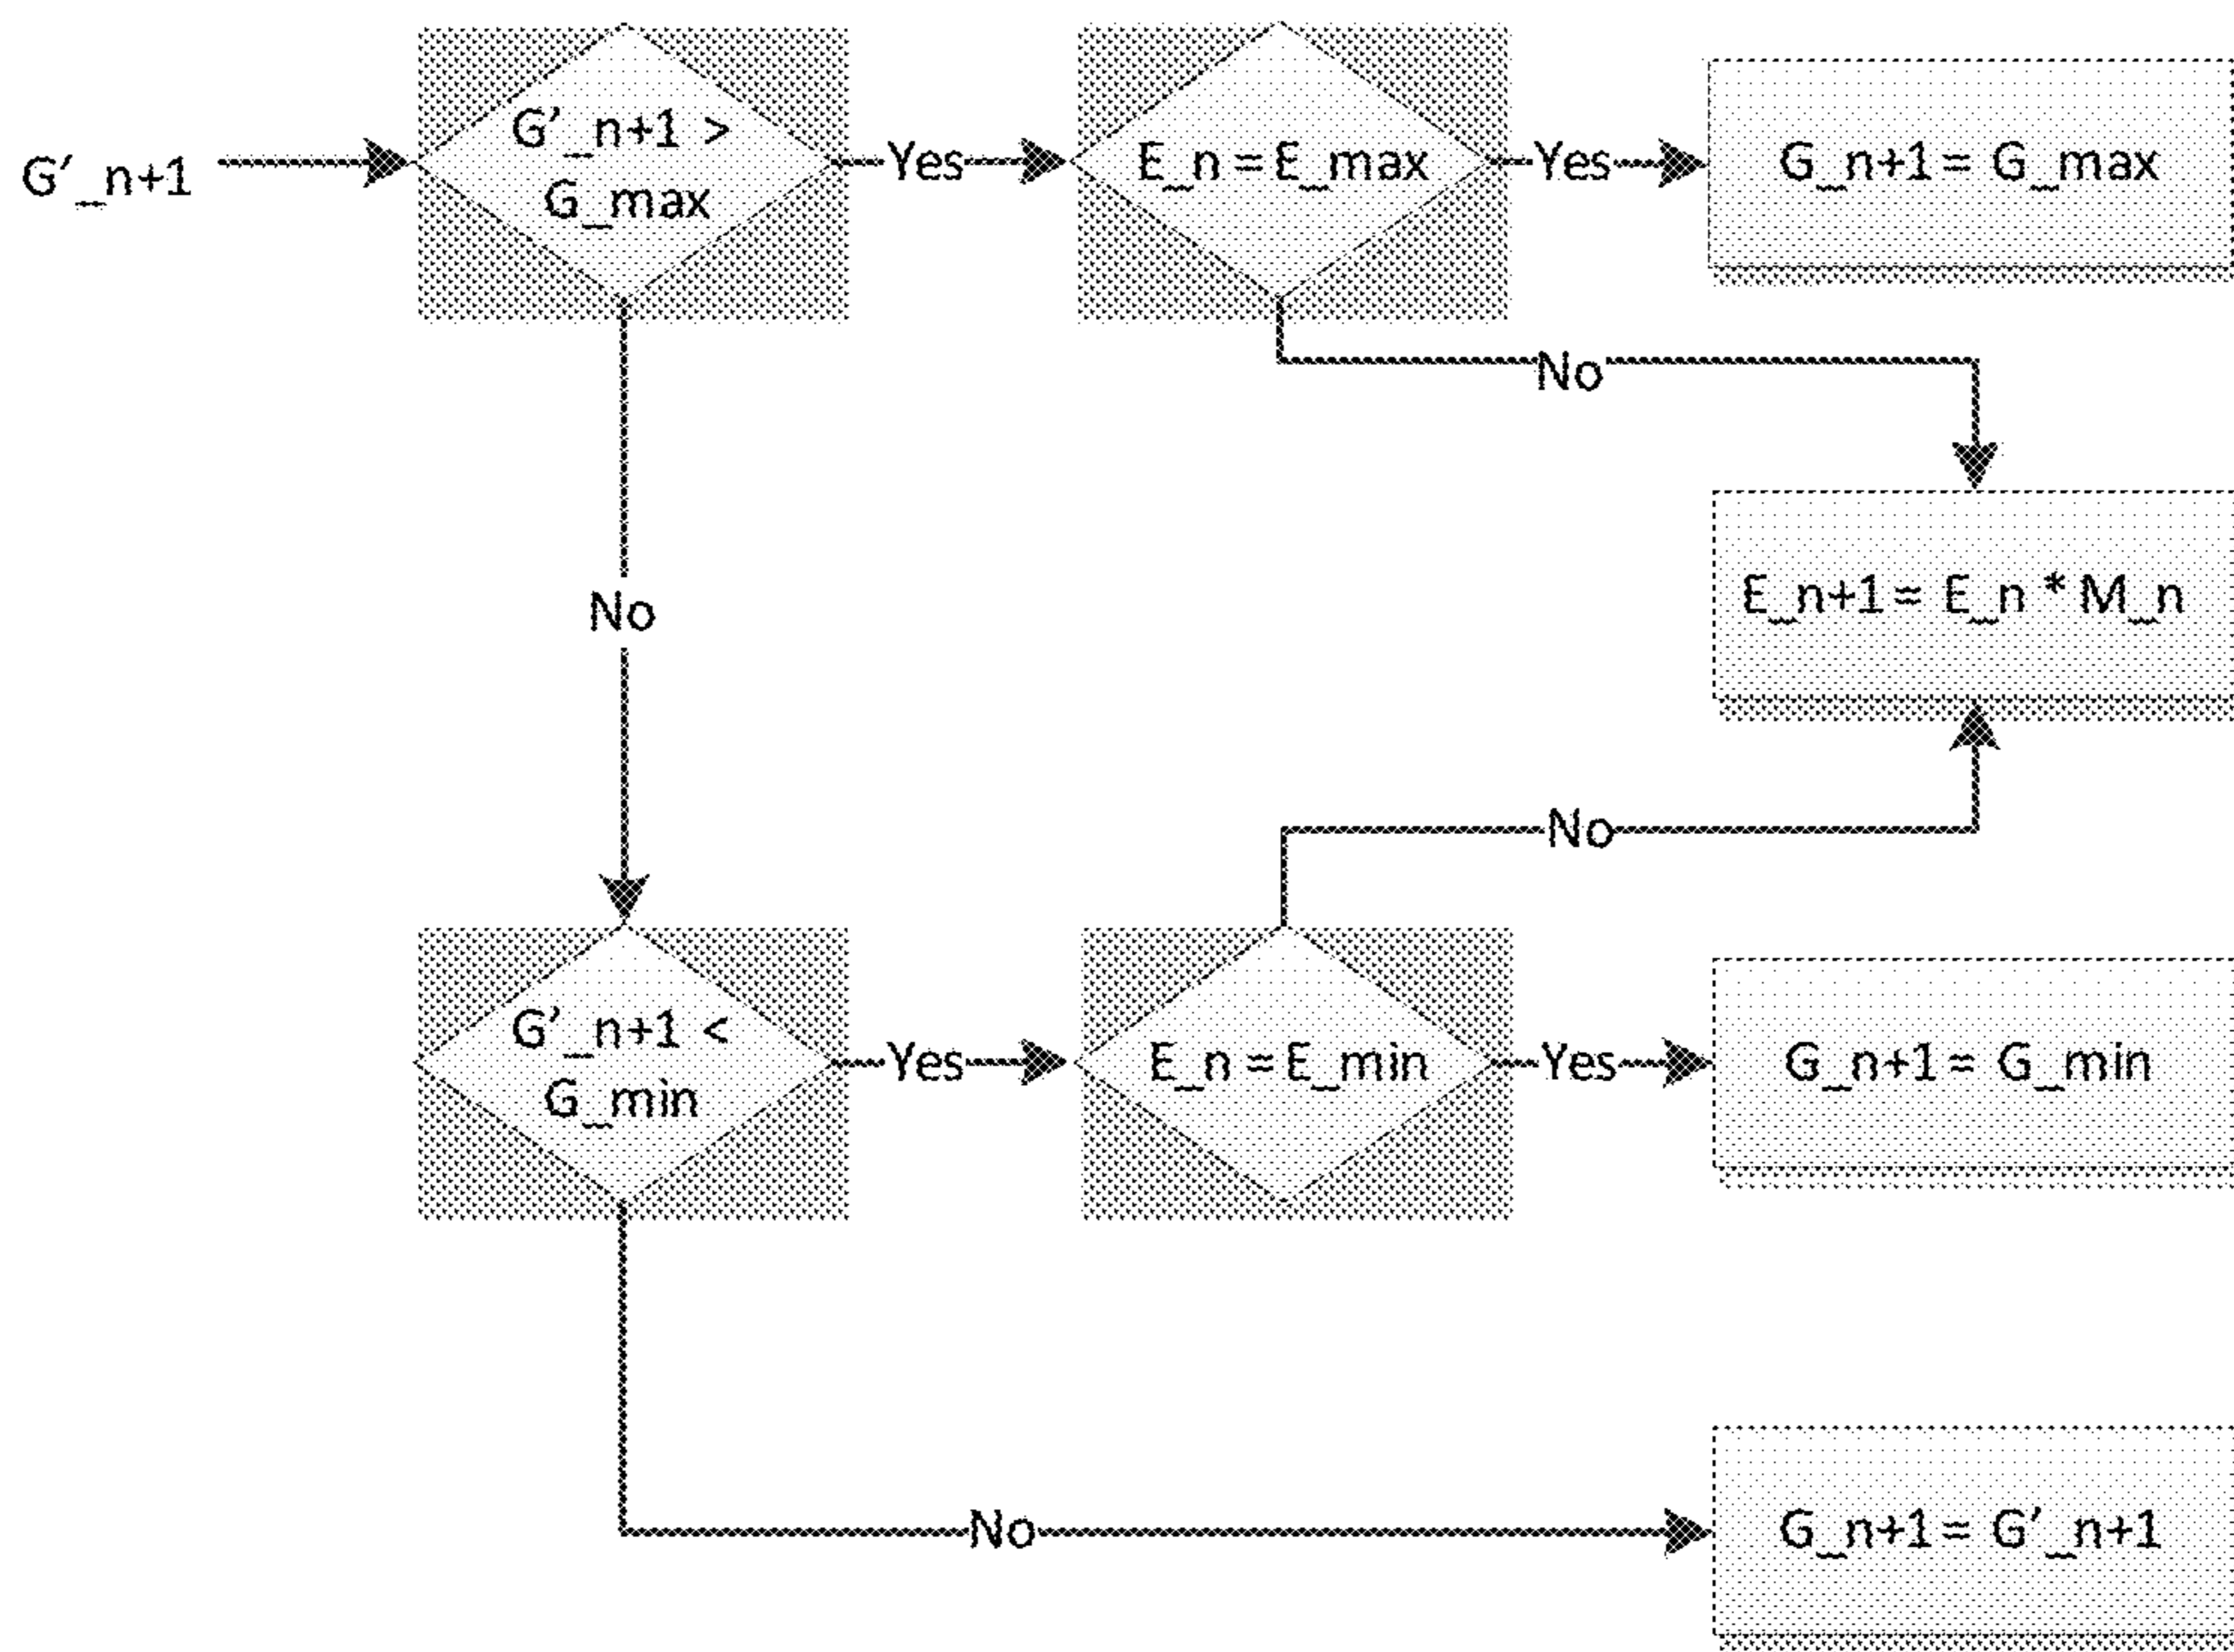 G'_n+1
G'_n+1 >
G_max
Yes
E_n = E_max
Yes
G_n+1 = G_max
No
No
E_n+1 = E_n * M_n
No
G'_n+1 <
G_min
Yes
E_n = E_min
Yes
G_n+1 = G_min
No
G_n+1 = G'_n+1